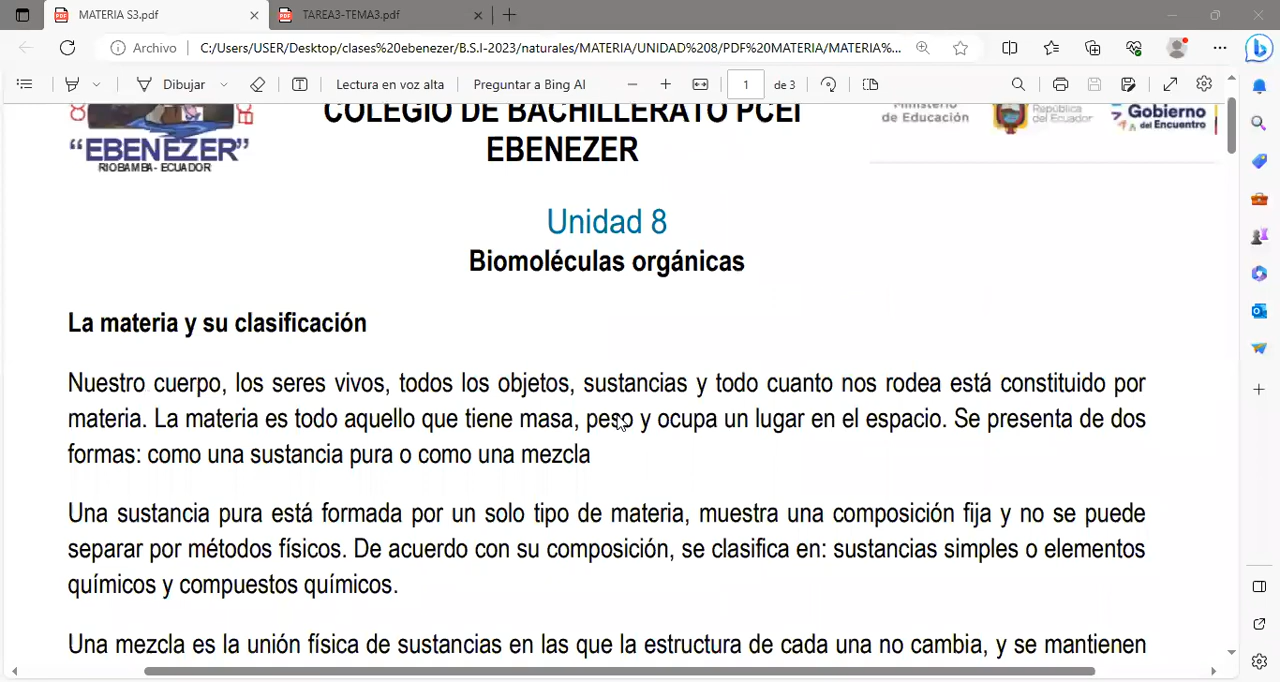 MATERIA S3.pdf
TAREA3-TEMA3.pdf
Archivo
C:/Users/USER/Desktop/clases%20ebenezer/B.S.I-2023/naturales/MATERIA/UNIDAD%208/PDF%20MATERIA/MATERIA%...
Dibujar
Lectura en voz alta
Preguntar a Bing AI
1
de 3
COLEGIO DE BACHILLERATO PCEI
EBENEZER
"EBENEZER"
RIOBAMBA - ECUADOR
Ministerio
de Educación
República
del Ecuador
Gobierno
del Encuentro
Unidad 8
Biomoléculas orgánicas
La materia y su clasificación
Nuestro cuerpo, los seres vivos, todos los objetos, sustancias y todo cuanto nos rodea está constituido por
materia. La materia es todo aquello que tiene masa, peso y ocupa un lugar en el espacio. Se presenta de dos
formas: como una sustancia pura o como una mezcla
Una sustancia pura está formada por un solo tipo de materia, muestra una composición fija y no se puede
separar por métodos físicos. De acuerdo con su composición, se clasifica en: sustancias simples o elementos
químicos y compuestos químicos.
Una mezcla es la unión física de sustancias en las que la estructura de cada una no cambia, y se mantienen